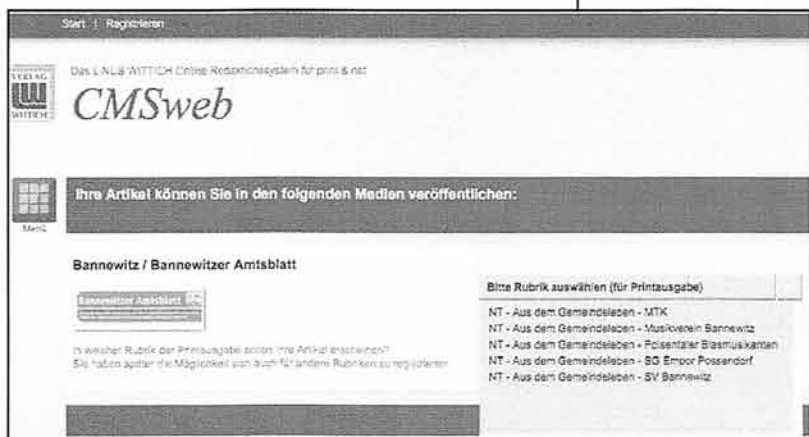 Start | Registrieren
VERLAG
LW
WITTICH
Das LINUS WITTICH Online Redaktionssystem für print & net
CMSweb
Menü
Ihre Artikel können Sie in den folgenden Medien veröffentlichen:
Bannewitz / Bannewitzer Amtsblatt
Bannewitzer Amtsblatt
In welcher Rubrik der Printausgabe sollen Ihre Artikel erscheinen?
Sie haben später die Möglichkeit sich auch für andere Rubriken zu registrieren
Bitte Rubrik auswählen (für Printausgabe)
NT - Aus dem Gemeindeleben - MTK
NT - Aus dem Gemeindeleben - Musikverein Bannewitz
NT - Aus dem Gemeindeleben - Poisentaler Blasmusikanten
NT - Aus dem Gemeindeleben - SG Empor Possendorf
NT - Aus dem Gemeindeleben - SV Bannewitz